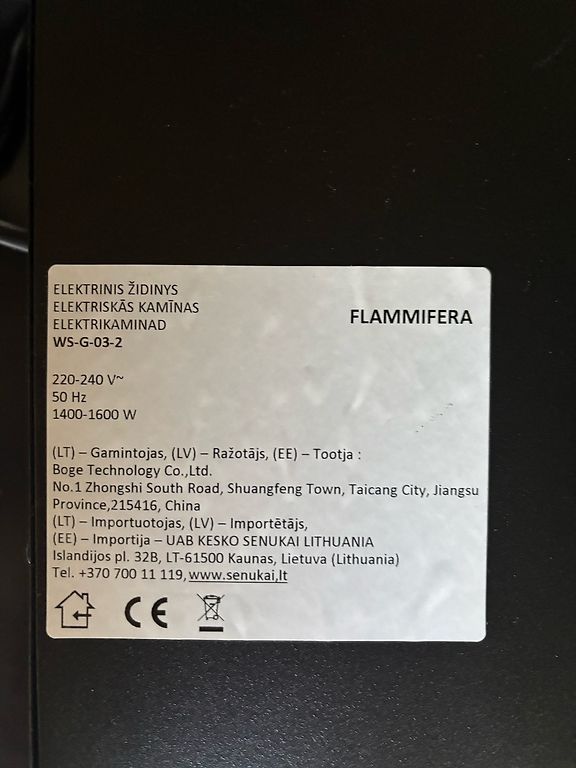 ELEKTRINIS ŽIDINYS
ELEKTRISKĀS KAMĪNAS
ELEKTRIKAMINAD
WS-G-03-2
FLAMMIFERA
220-240 V~
50 Hz
1400-1600 W
(LT) – Gamintojas, (LV) – Ražotājs, (EE) – Tootja :
Boge Technology Co.,Ltd.
No.1 Zhongshi South Road, Shuangfeng Town, Taicang City, Jiangsu
Province,215416, China
(LT) – Importuotojas, (LV) – Importētājs,
(EE) – Importija – UAB KESKO SENUKAI LITHUANIA
Islandijos pl. 32B, LT-61500 Kaunas, Lietuva (Lithuania)
Tel. +370 700 11 119, www.senukai,lt
CE